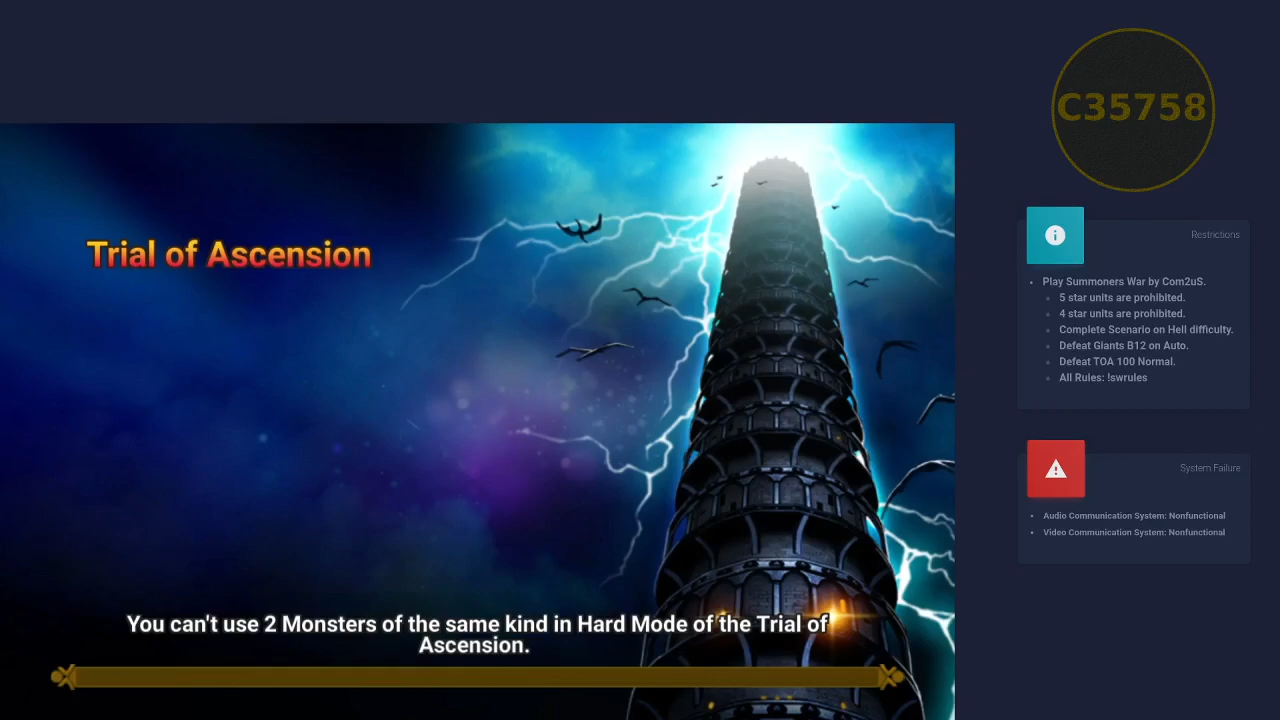 C35758
Trial of Ascension
Restrictions
Play Summoners War by Com2uS.
5 star units are prohibited.
4 star units are prohibited.
Complete Scenario on Hell difficulty.
Defeat Giants B12 on Auto.
Defeat TOA 100 Normal.
All Rules: !swrules
System Failure
Audio Communication System: Nonfunctional
Video Communication System: Nonfunctional
You can't use 2 Monsters of the same kind in Hard Mode of the Trial of
Ascension.